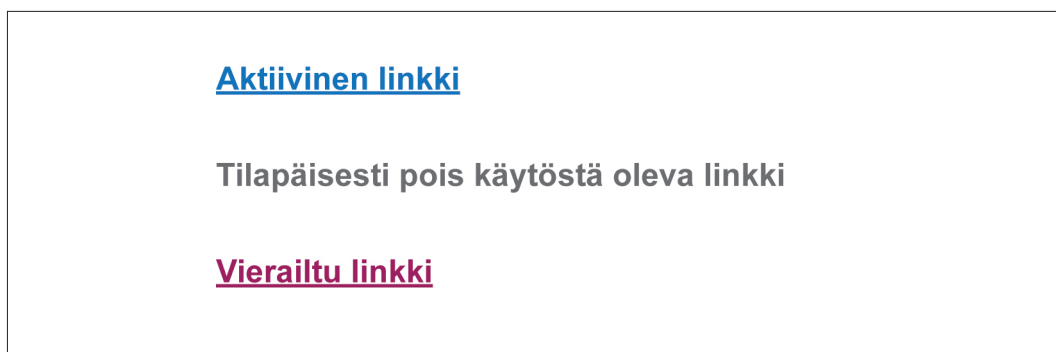 Aktiivinen linkki
Tilapäisesti pois käytöstä oleva linkki
Vierailtu linkki